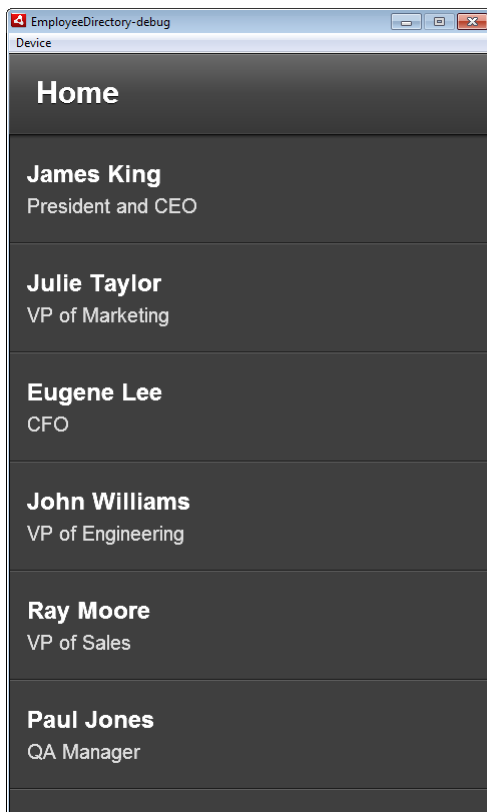 EmployeeDirectory-debug
Device
Home
James King
President and CEO
Julie Taylor
VP of Marketing
Eugene Lee
CFO
John Williams
VP of Engineering
Ray Moore
VP of Sales
Paul Jones
QA Manager